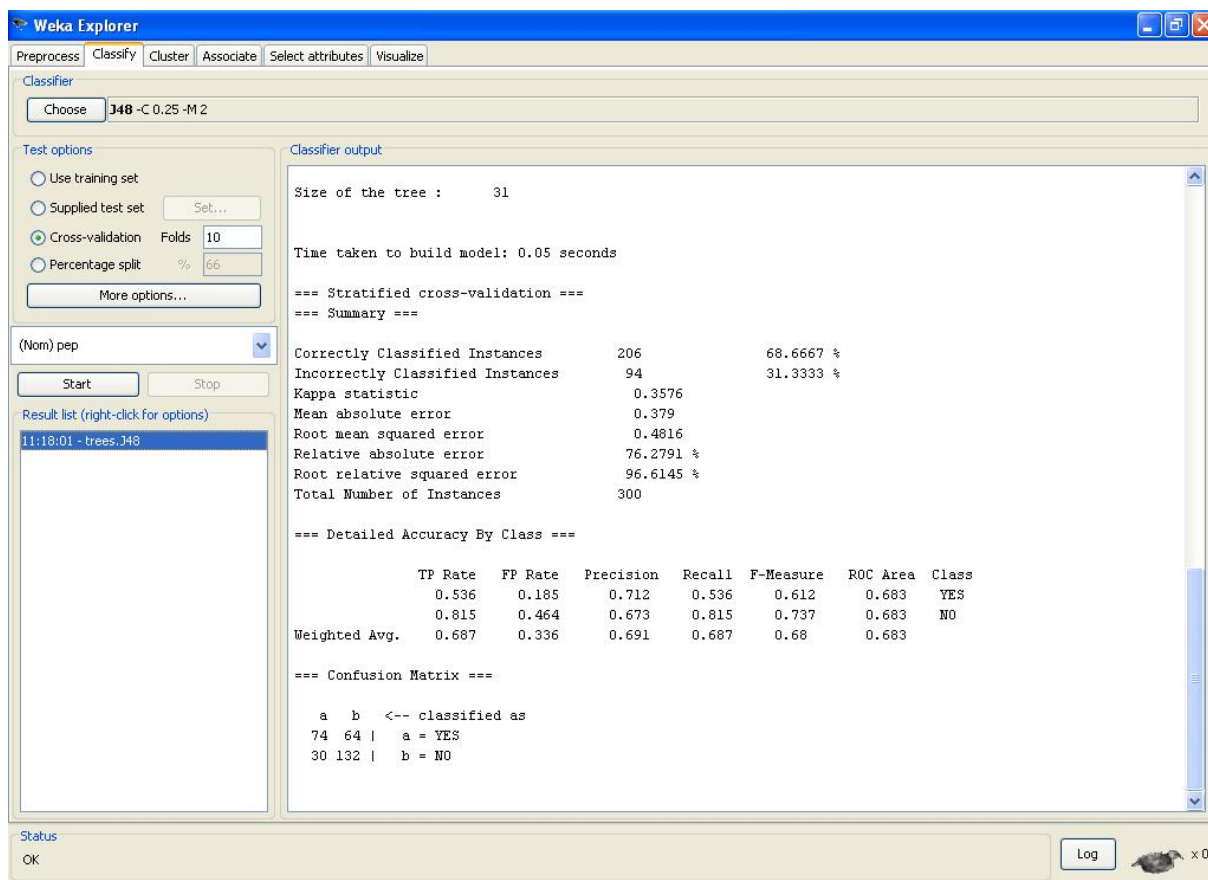 Weka Explorer
Preprocess Classify Cluster Associate Select attributes Visualize
Classifier
Choose J48 -C 0.25 -M 2
Test options
Use training set
Supplied test set Set...
Cross-validation Folds 10
Percentage split % 66
More options...
(Nom) pep
Start Stop
Result list (right-click for options)
11:18:01 - trees.J48
Classifier output
Size of the tree : 31
Time taken to build model: 0.05 seconds
=== Stratified cross-validation ===
=== Summary ===
Correctly Classified Instances 206 68.6667 %
Incorrectly Classified Instances 94 31.3333 %
Kappa statistic 0.3576
Mean absolute error 0.379
Root mean squared error 0.4816
Relative absolute error 76.2791 %
Root relative squared error 96.6145 %
Total Number of Instances 300
=== Detailed Accuracy By Class ===
TP Rate FP Rate Precision Recall F-Measure ROC Area Class
0.536 0.185 0.712 0.536 0.612 0.683 YES
0.815 0.464 0.673 0.815 0.737 0.683 NO
Weighted Avg. 0.687 0.336 0.691 0.687 0.68 0.683
=== Confusion Matrix ===
a b <-- classified as
74 64 | a = YES
30 132 | b = NO
Status
OK
Log x 0